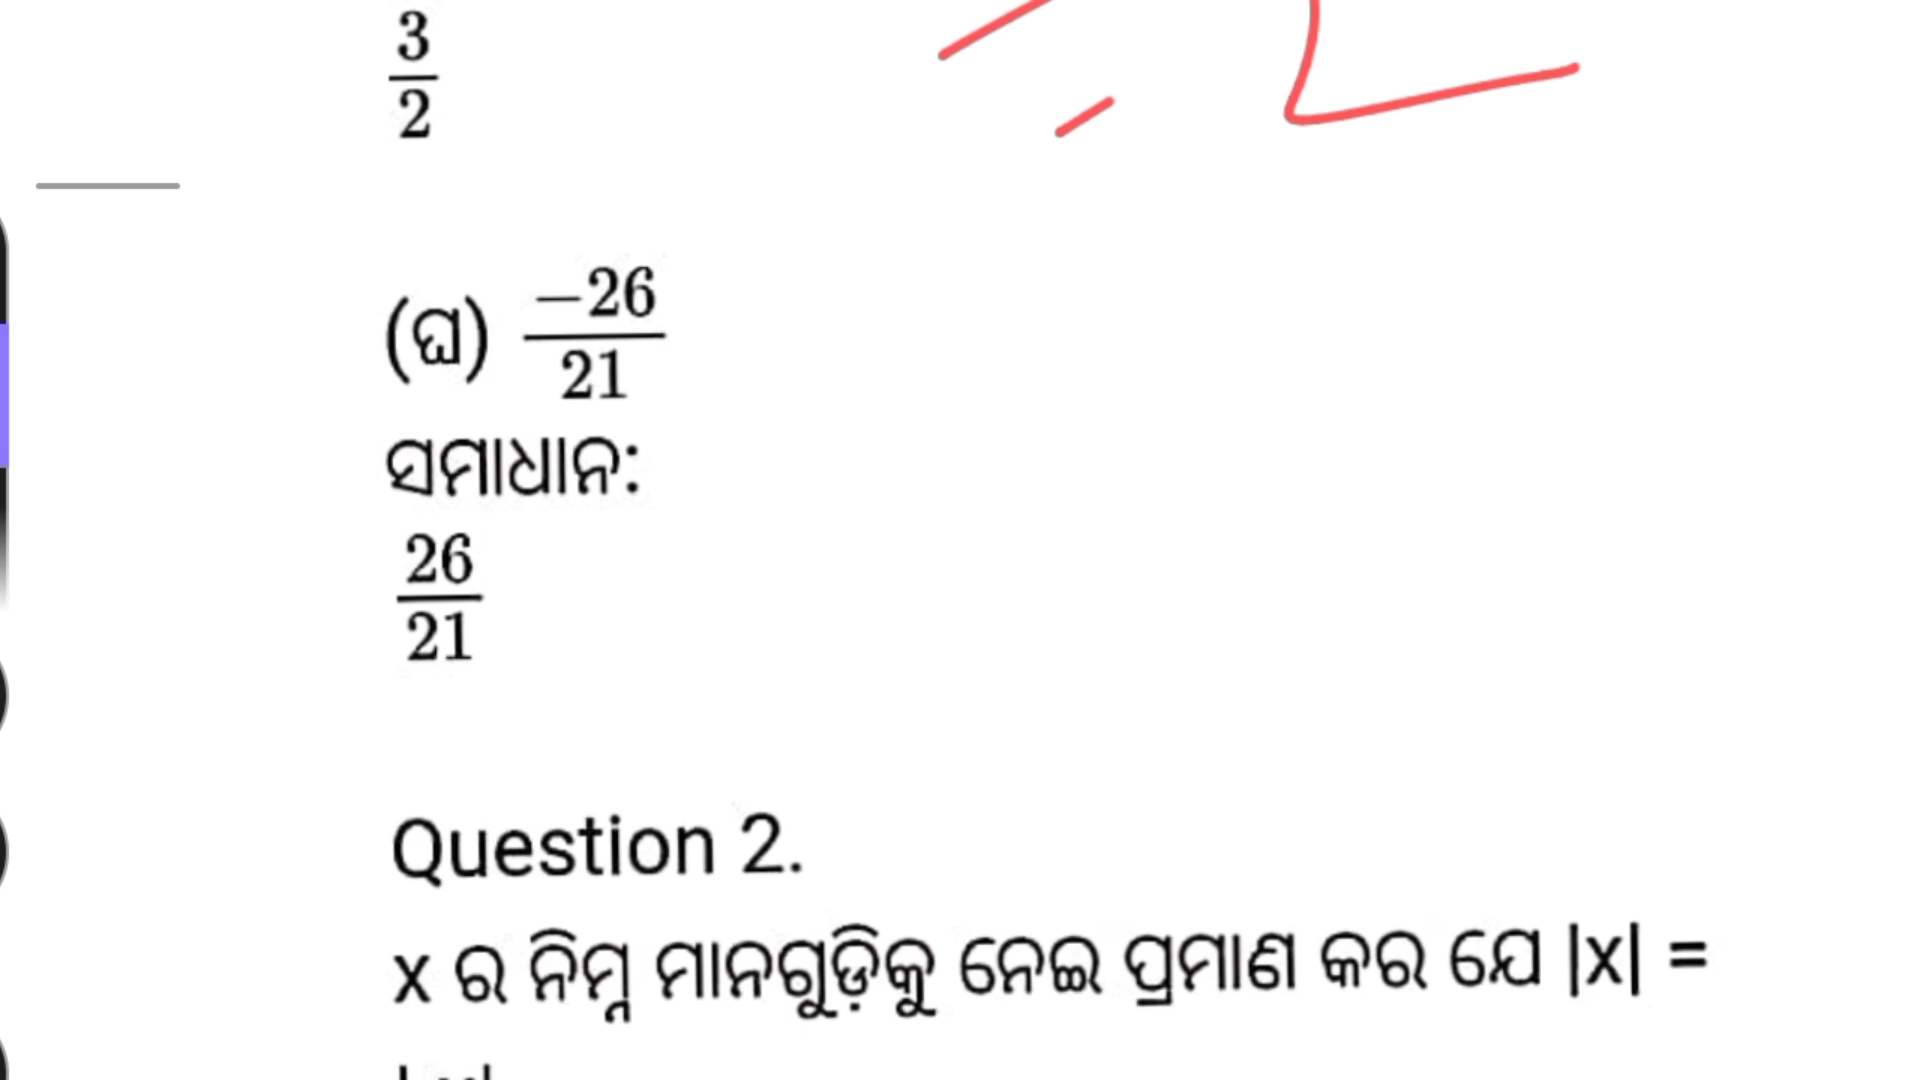 3/2
(ଘ) −26/21
ସମାଧାନ:
26/21
Question 2.
x ର ନିମ୍ନ ମାନଗୁଡ଼ିକୁ ନେଇ ପ୍ରମାଣ କର ଯେ |x| =